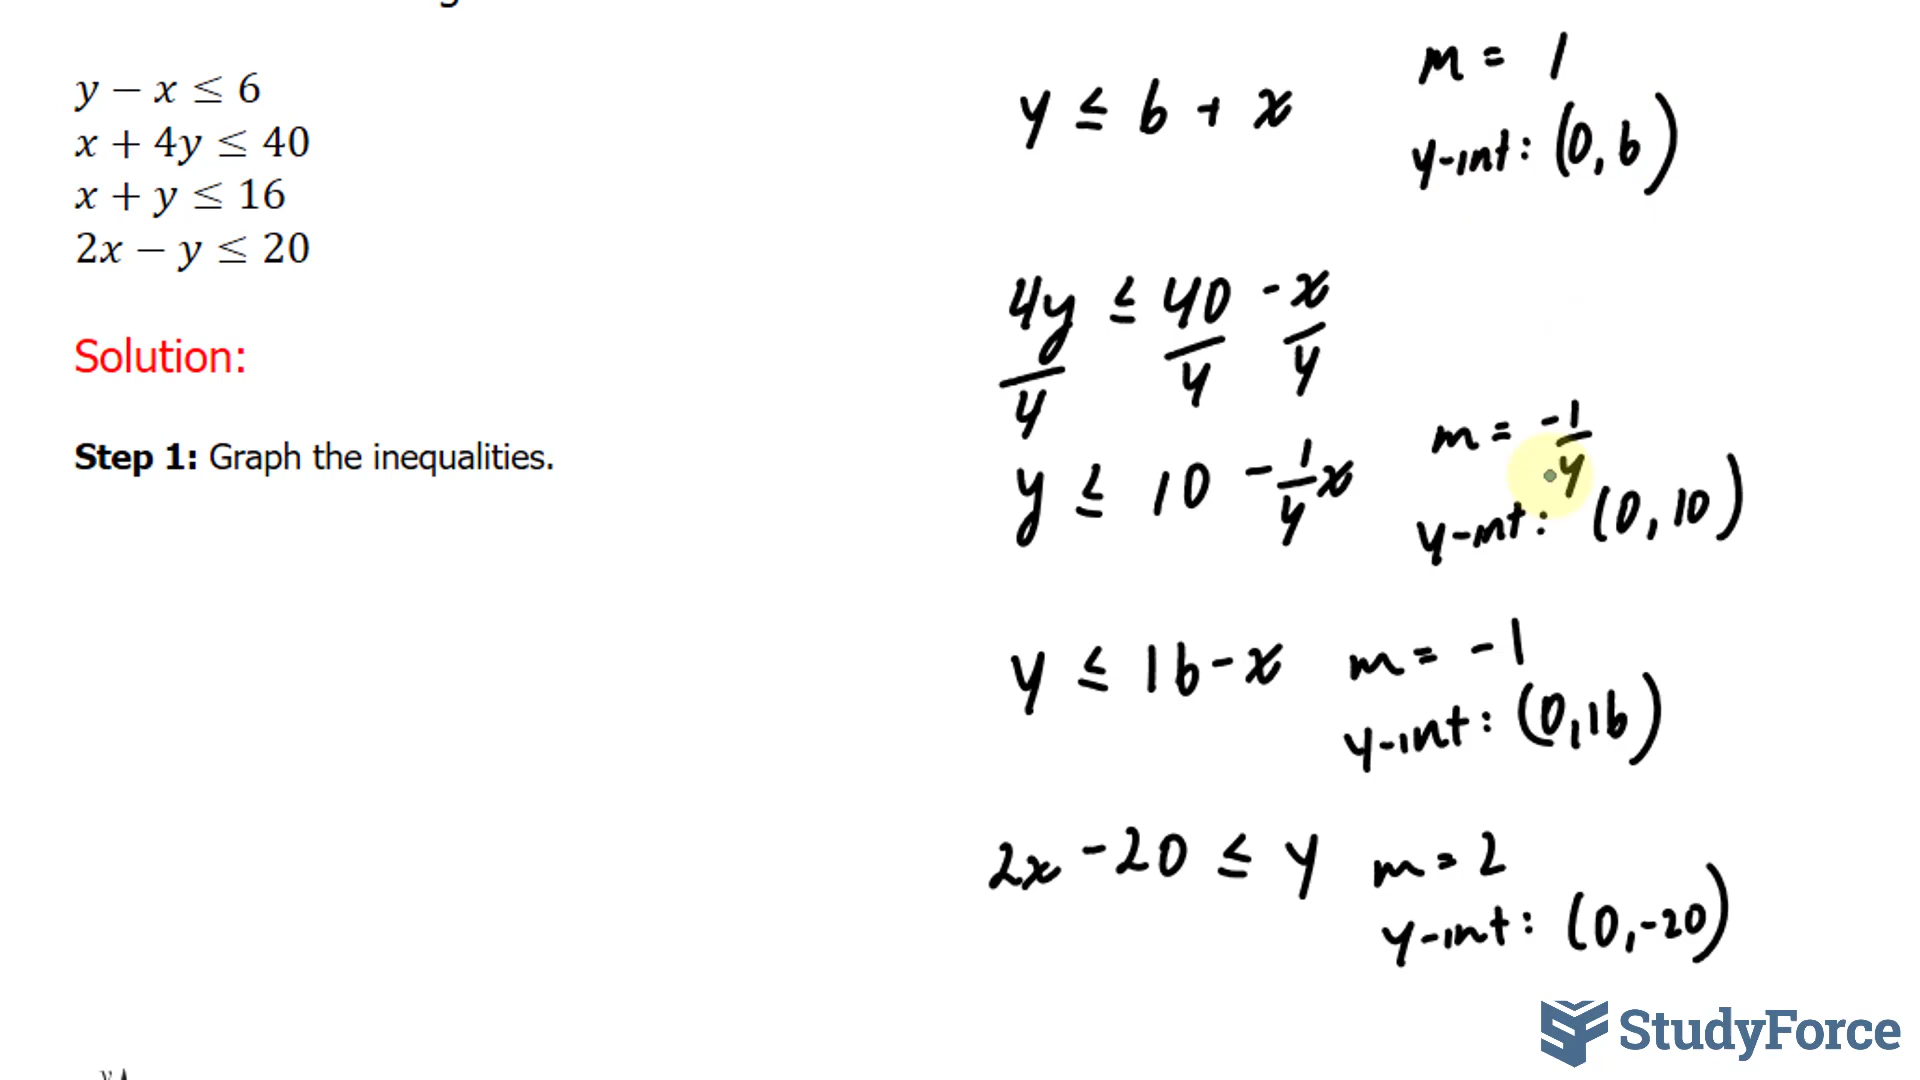 y − x ≤ 6
x + 4y ≤ 40
x + y ≤ 16
2x − y ≤ 20
Solution:
Step 1: Graph the inequalities.
y ≤ 6 + x
m = 1
y-int: (0, 6)
4y/4 ≤ 40/4 - x/4
y ≤ 10 - 1/4 x
m = -1/4
y-int: (0, 10)
y ≤ 16 - x
m = -1
y-int: (0, 16)
2x - 20 ≤ y
m = 2
y-int: (0, -20)
StudyForce
y